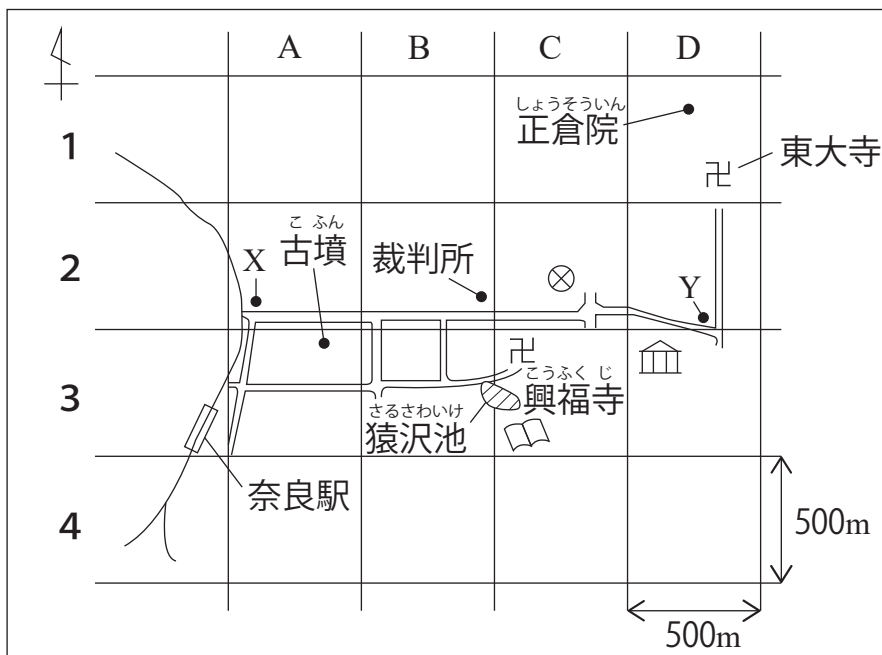 A B C D
しょうそういん
正倉院
1
東大寺
こ ふん
古墳
裁判所
2
X
Y
こうふく じ
興福寺
3
さるさわいけ
猿沢池
奈良駅
4
500m
500m